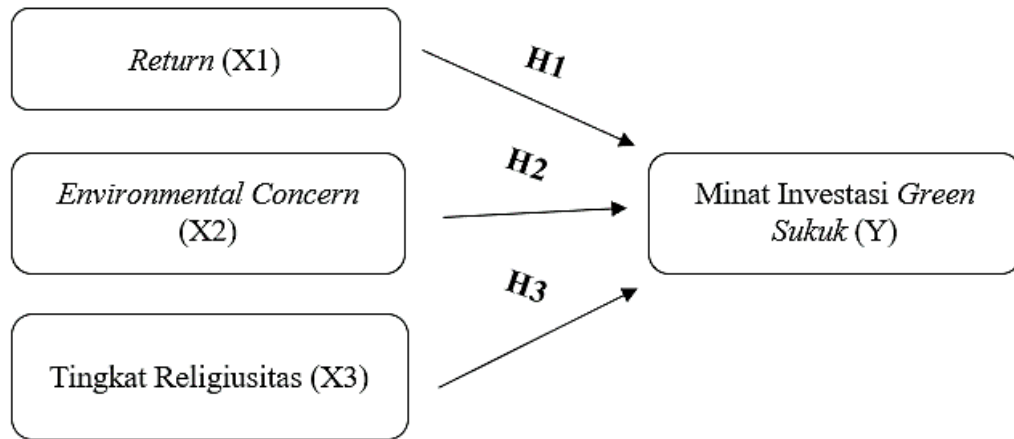 Return (X1)
H1
Environmental Concern
(X2)
H2
Minat Investasi Green
Sukuk (Y)
H3
Tingkat Religiusitas (X3)